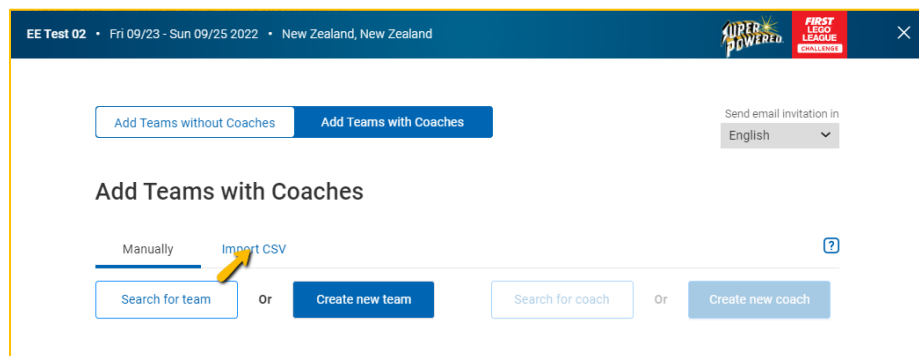 EE Test 02 • Fri 09/23 - Sun 09/25 2022 • New Zealand, New Zealand
SUPER
POWERED
FIRST
LEGO
LEAGUE
CHALLENGE
Add Teams without Coaches
Add Teams with Coaches
Send email invitation in
English
Add Teams with Coaches
Manually
Import CSV
?
Search for team
Or
Create new team
Search for coach
Or
Create new coach